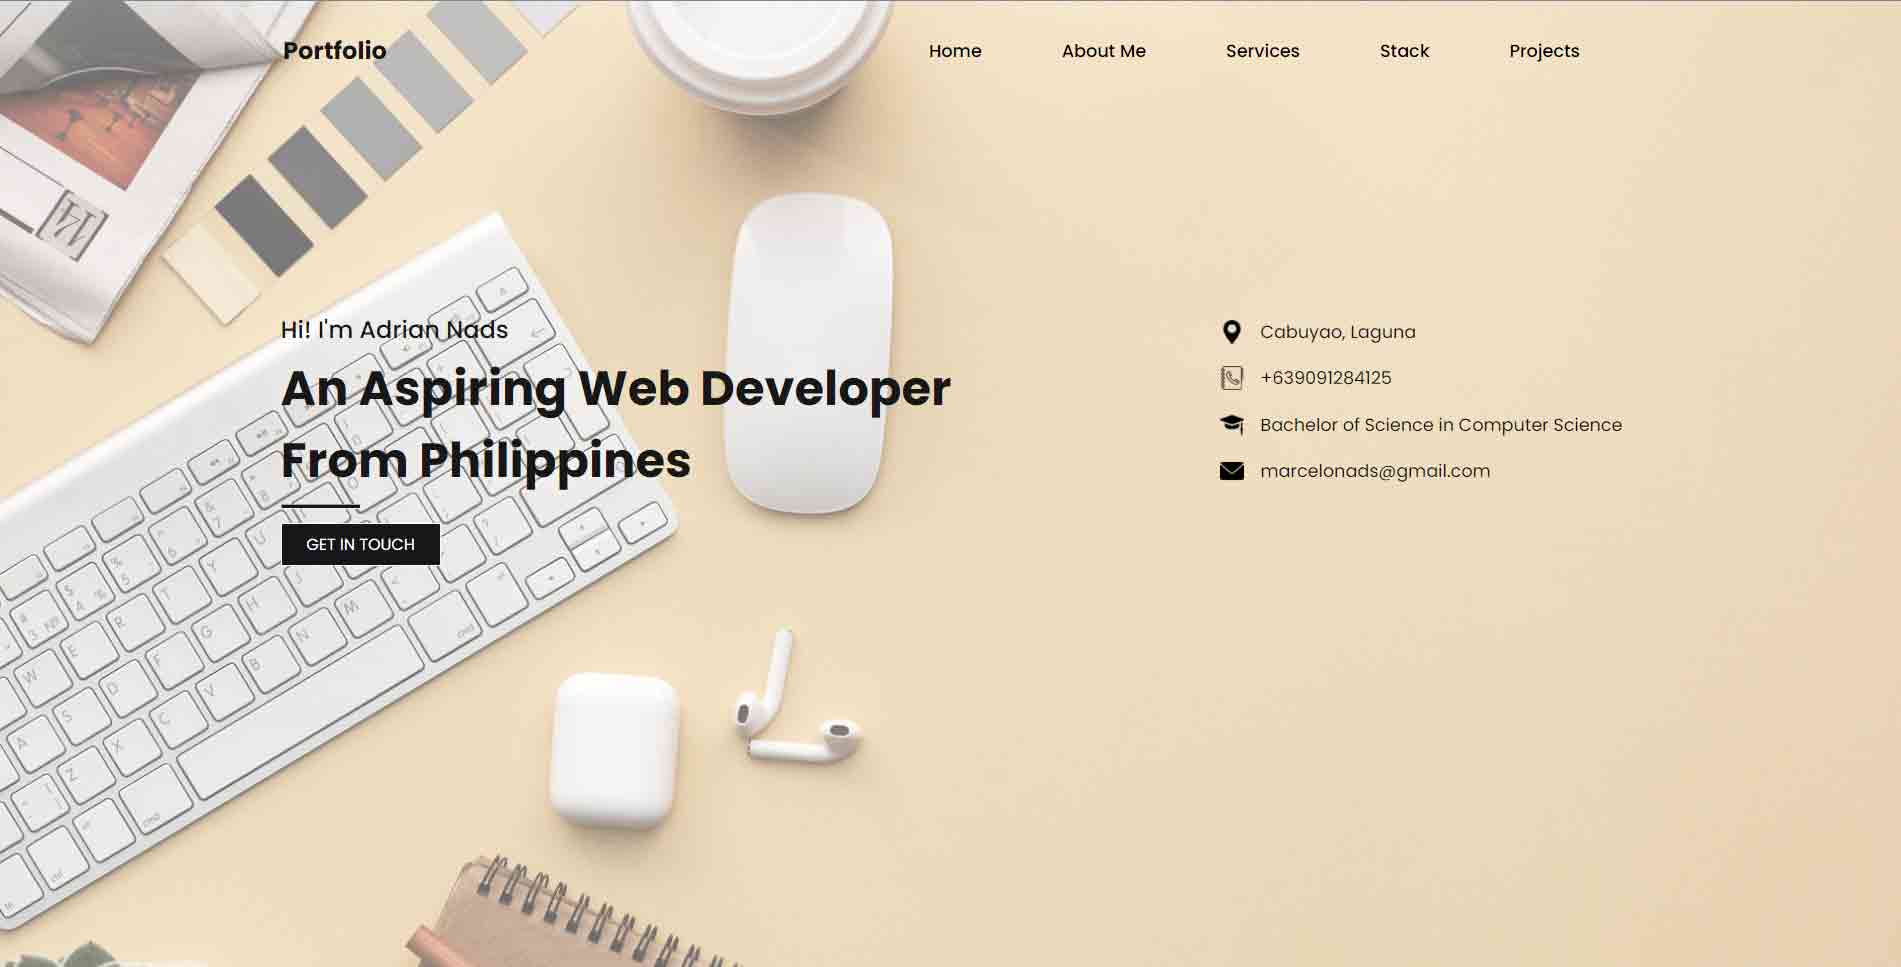 Portfolio
Home
About Me
Services
Stack
Projects
Hi! I'm Adrian Nads
An Aspiring Web Developer
From Philippines
GET IN TOUCH
Cabuyao, Laguna
+639091284125
Bachelor of Science in Computer Science
marcelonads@gmail.com